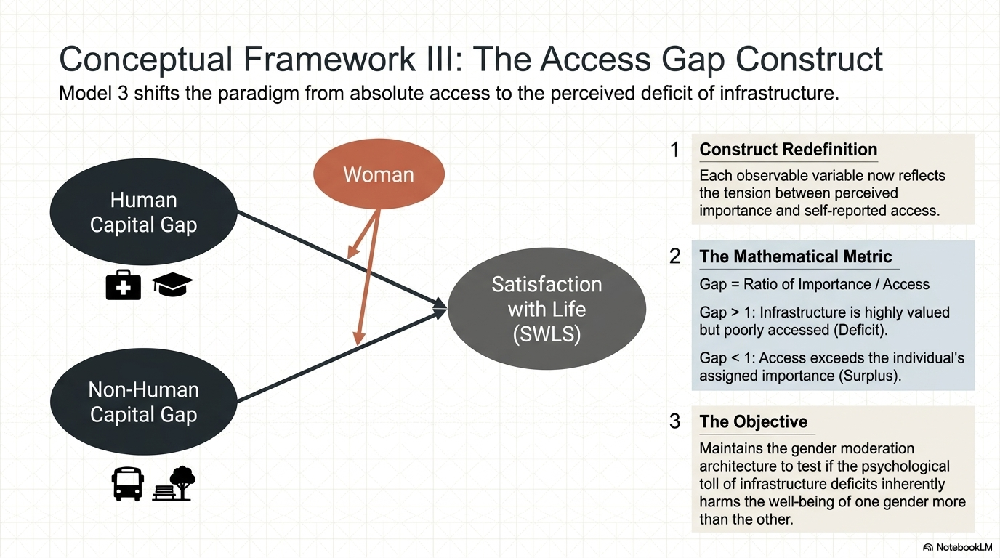 Conceptual Framework III: The Access Gap Construct
Model 3 shifts the paradigm from absolute access to the perceived deficit of infrastructure.
Human
Capital Gap
Woman
Non-Human
Capital Gap
Satisfaction
with Life
(SWLS)
1
Construct Redefinition
Each observable variable now reflects
the tension between perceived
importance and self-reported access.
2
The Mathematical Metric
Gap = Ratio of Importance / Access
Gap > 1: Infrastructure is highly valued
but poorly accessed (Deficit).
Gap < 1: Access exceeds the individual's
assigned importance (Surplus).
3
The Objective
Maintains the gender moderation
architecture to test if the psychological
toll of infrastructure deficits inherently
harms the well-being of one gender more
than the other.
NotebookLM